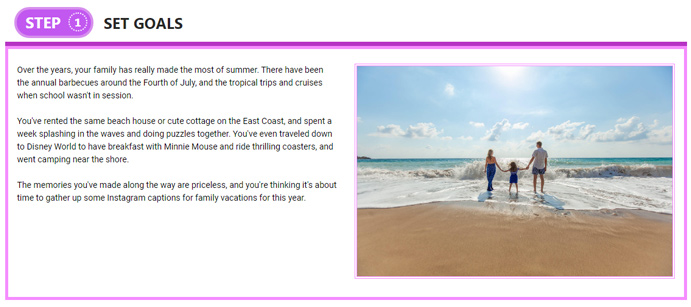 STEP 1 SET GOALS
Over the years, your family has really made the most of summer. There have been
the annual barbecues around the Fourth of July, and the tropical trips and cruises
when school wasn't in session.
You've rented the same beach house or cute cottage on the East Coast, and spent a
week splashing in the waves and doing puzzles together. You've even traveled down
to Disney World to have breakfast with Minnie Mouse and ride thrilling coasters, and
went camping near the shore.
The memories you've made along the way are priceless, and you're thinking it's about
time to gather up some Instagram captions for family vacations for this year.